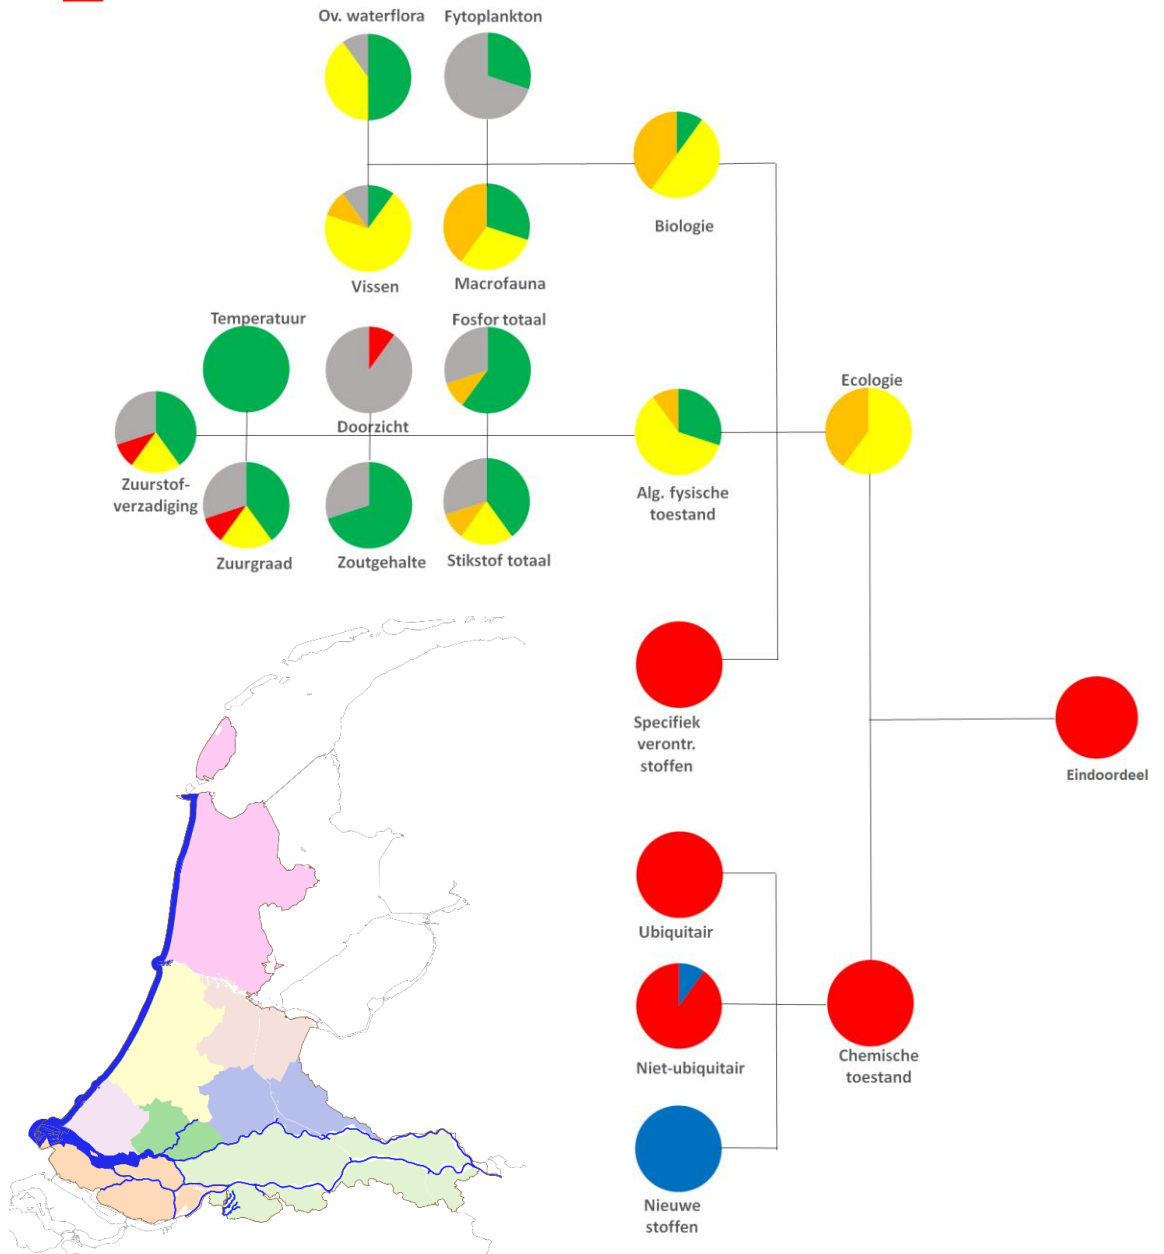 Ov. waterflora
Fytoplankton
Biologie
Vissen
Macrofauna
Temperatuur
Fosfor totaal
Doorzicht
Ecologie
Zuurstof-
verzadiging
Alg. fysische
toestand
Zuurgraad
Zoutgehalte
Stikstof totaal
Specifiek
verontr.
stoffen
Eindoordeel
Ubiquitair
Niet-ubiquitair
Chemische
toestand
Nieuwe
stoffen